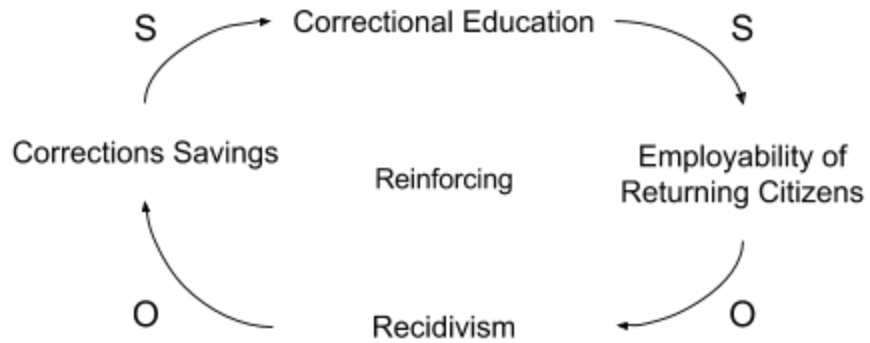 S
Correctional Education
S
Corrections Savings
Reinforcing
Employability of
Returning Citizens
O
Recidivism
O